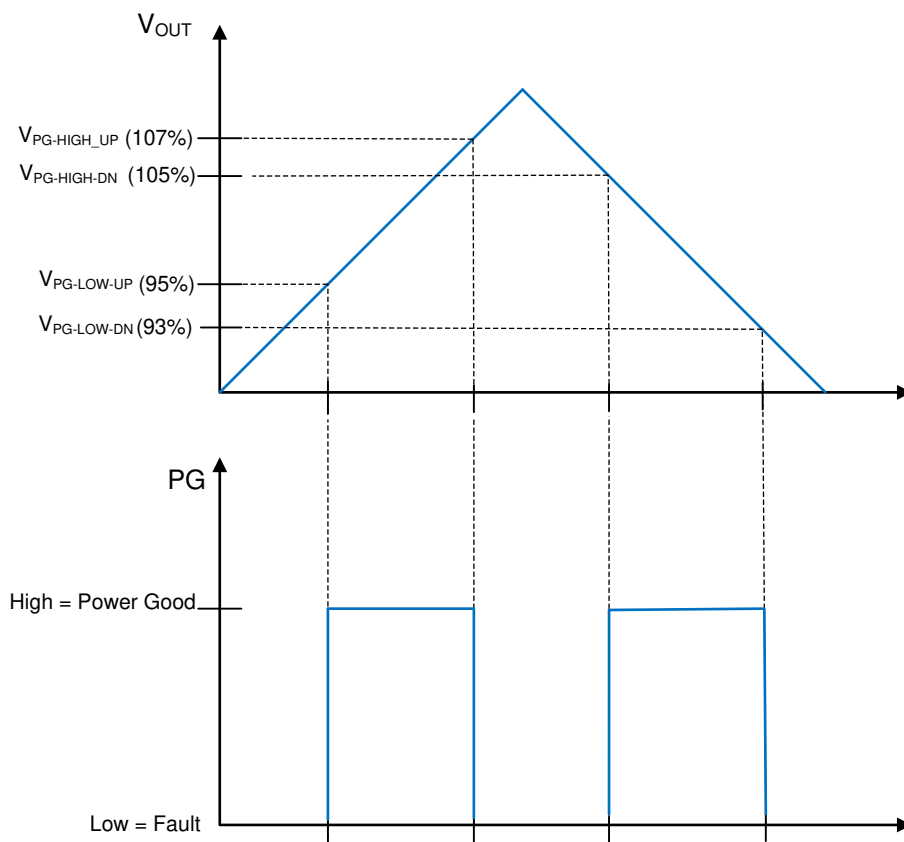 VOUT
VPG-HIGH_UP (107%)
VPG-HIGH-DN (105%)
VPG-LOW-UP (95%)
VPG-LOW-DN (93%)
PG
High = Power Good
Low = Fault